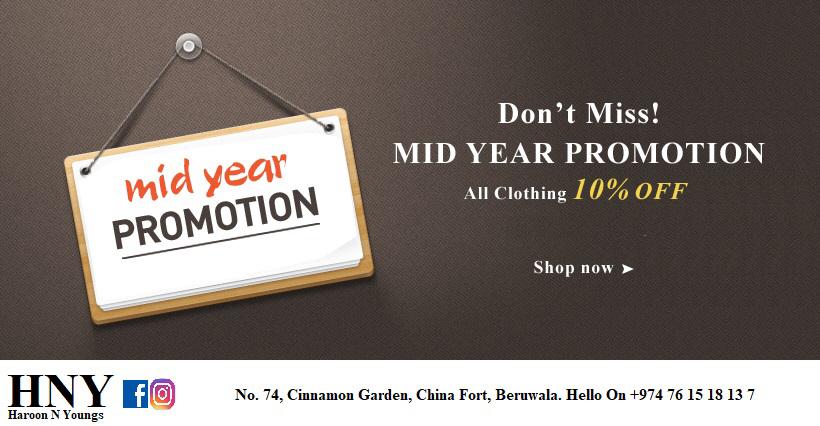 mid year
PROMOTION
Don’t Miss!
MID YEAR PROMOTION
All Clothing 10% OFF
Shop now ➤
HNY
Haroon N Youngs
No. 74, Cinnamon Garden, China Fort, Beruwala. Hello On +974 76 15 18 13 7